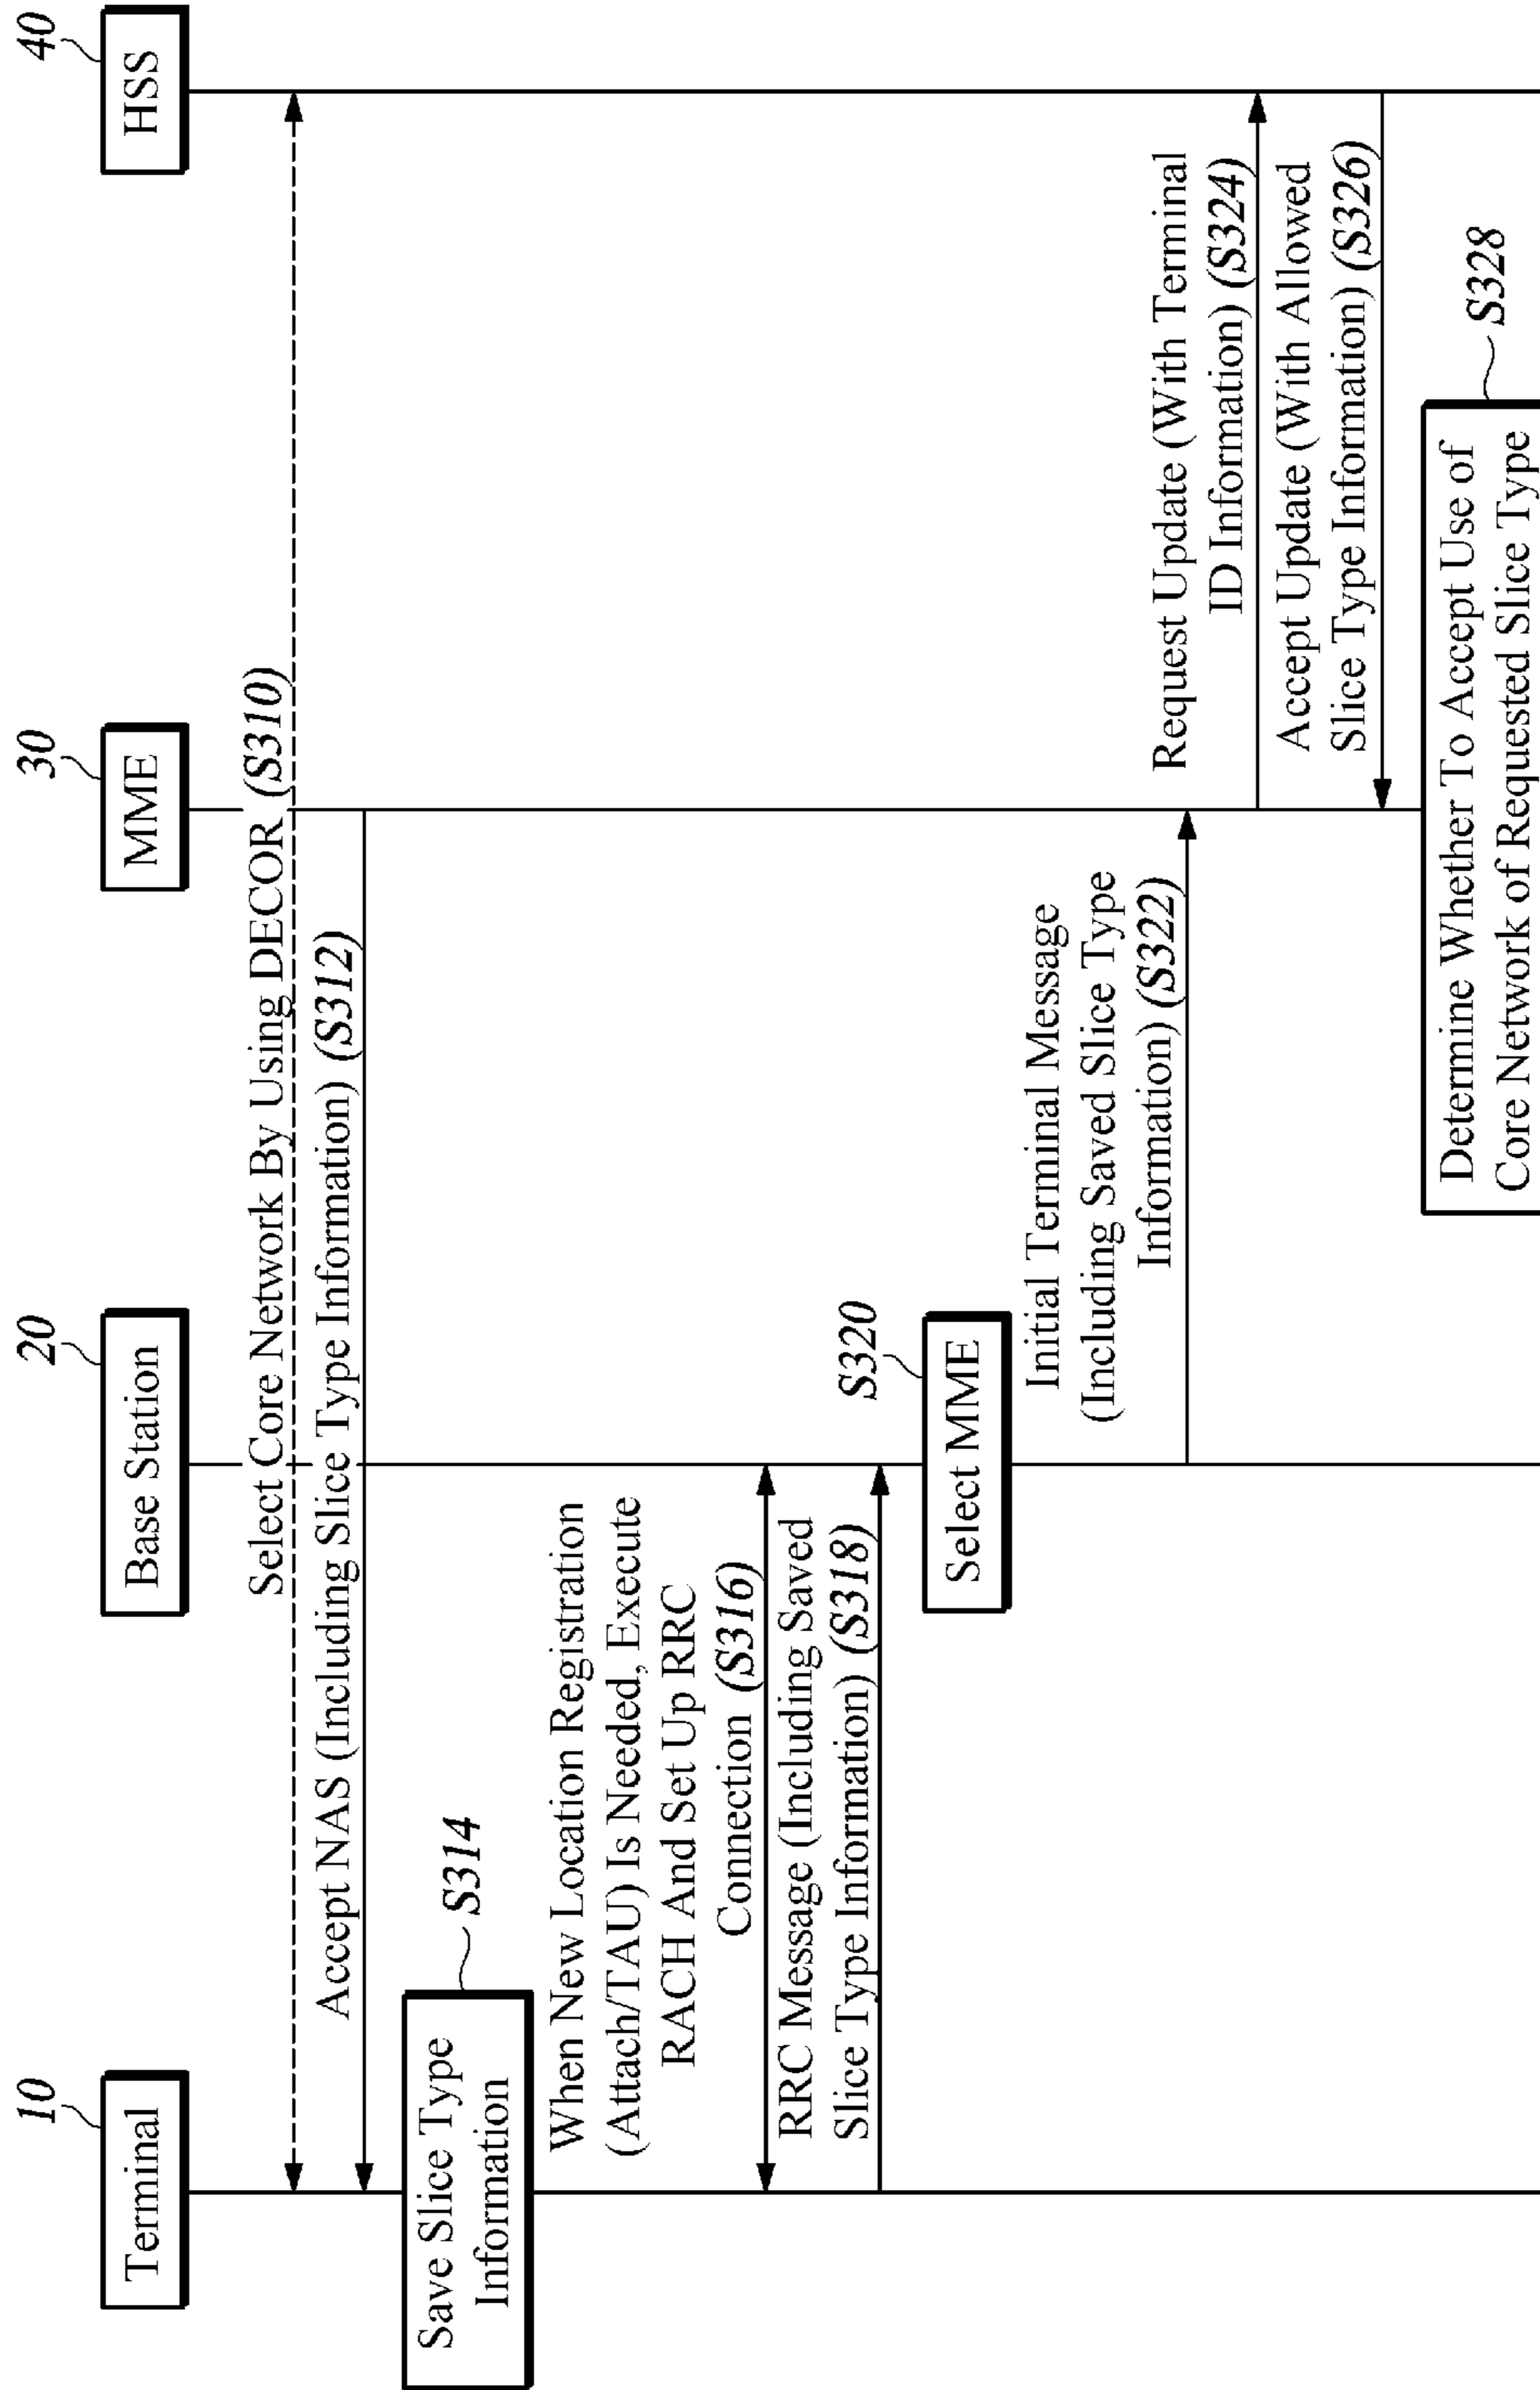 10
Terminal
20
Base Station
30
MME
40
HSS
Select Core Network By Using DECOR (S310)
Accept NAS (Including Slice Type Information) (S312)
Save Slice Type
Information
S314
When New Location Registration
(Attach/TAU) Is Needed, Execute
RACH And Set Up RRC
Connection (S316)
RRC Message (Including Saved
Slice Type Information) (S318)
S320
Select MME
Initial Terminal Message
(Including Saved Slice Type
Information) (S322)
Request Update (With Terminal
ID Information) (S324)
Accept Update (With Allowed
Slice Type Information) (S326)
S328
Determine Whether To Accept Use of
Core Network of Requested Slice Type